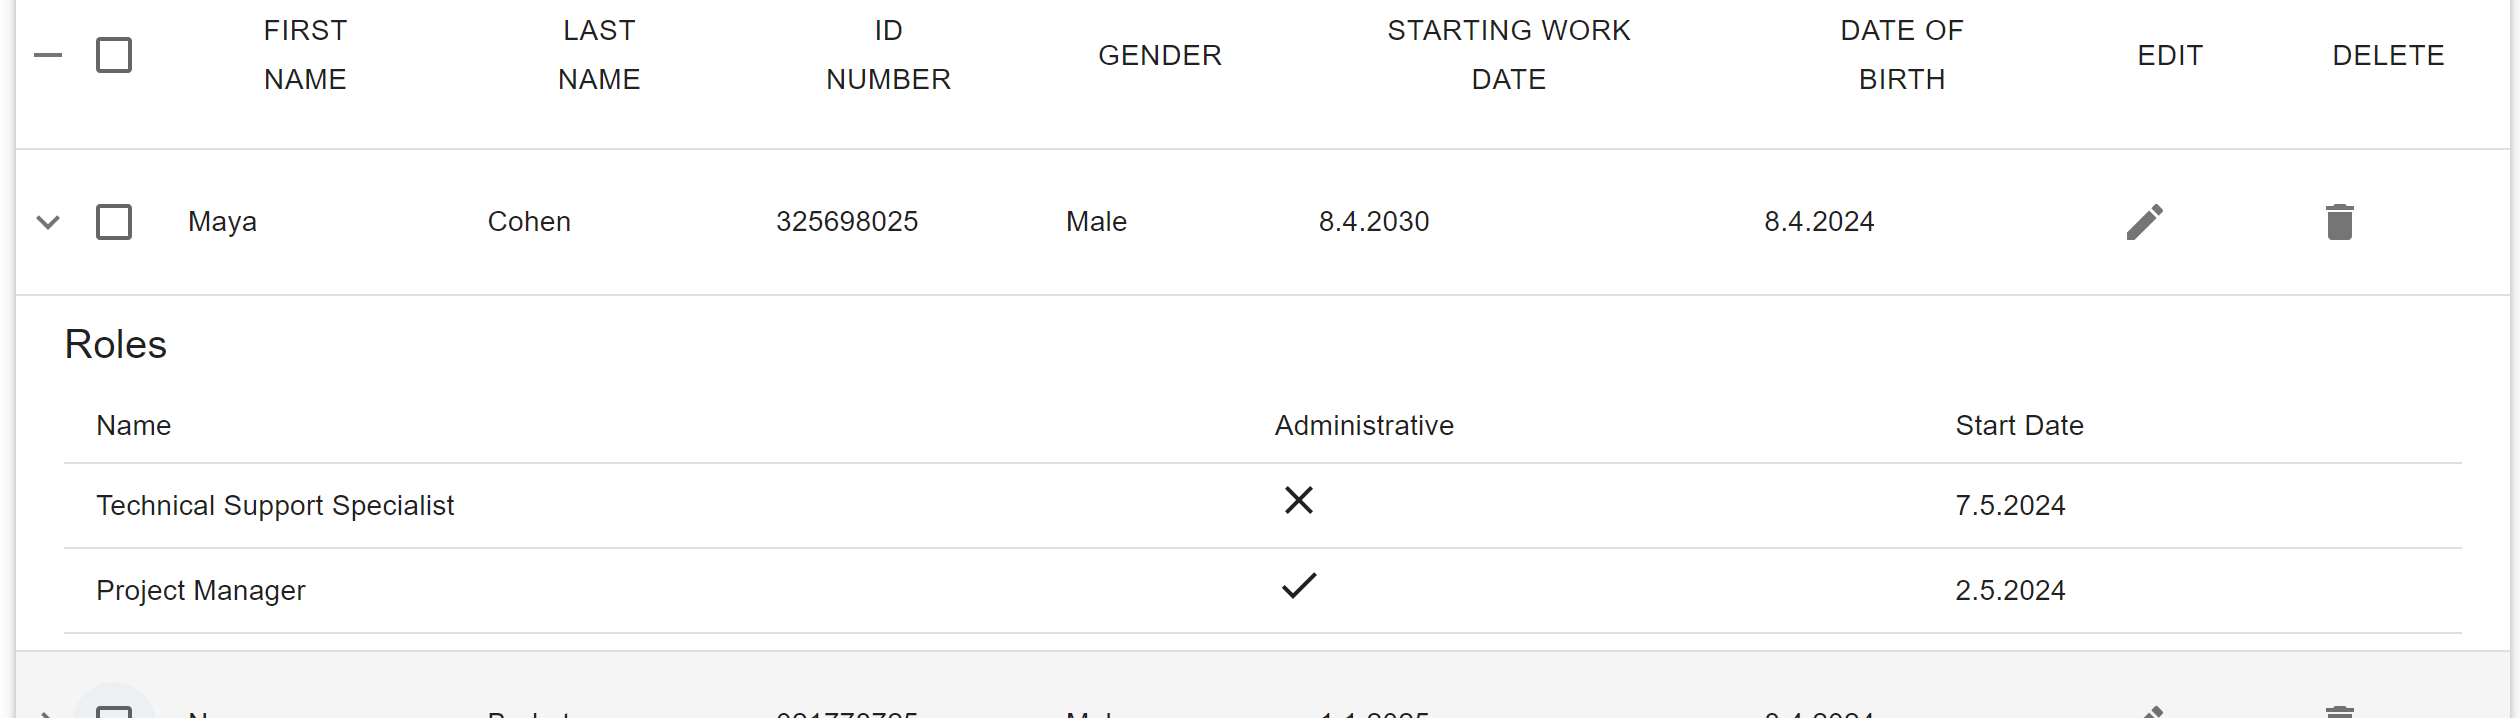 FIRST NAME LAST NAME ID NUMBER GENDER STARTING WORK DATE DATE OF BIRTH EDIT DELETE
Maya Cohen 325698025 Male 8.4.2030 8.4.2024
Roles
Name Administrative Start Date
Technical Support Specialist 7.5.2024
Project Manager 2.5.2024